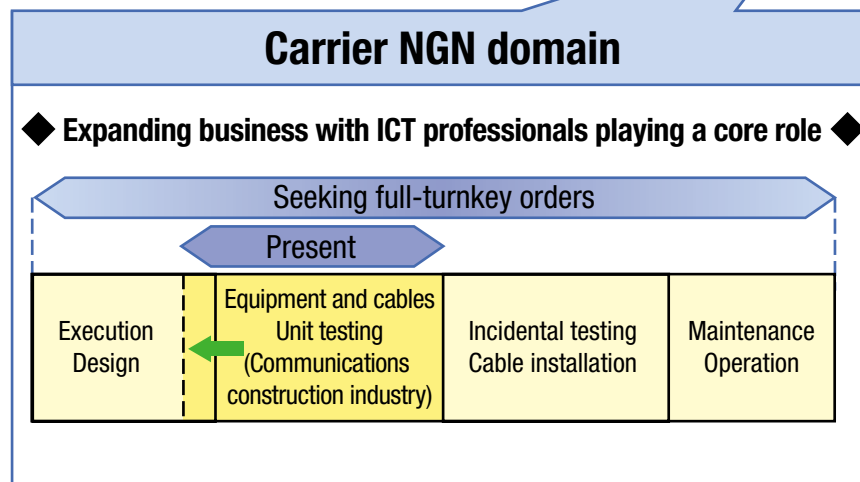 Carrier NGN domain
◆ Expanding business with ICT professionals playing a core role ◆
Seeking full-turnkey orders
Present
Execution
Design
Equipment and cables
Unit testing
(Communications
construction industry)
Incidental testing
Cable installation
Maintenance
Operation